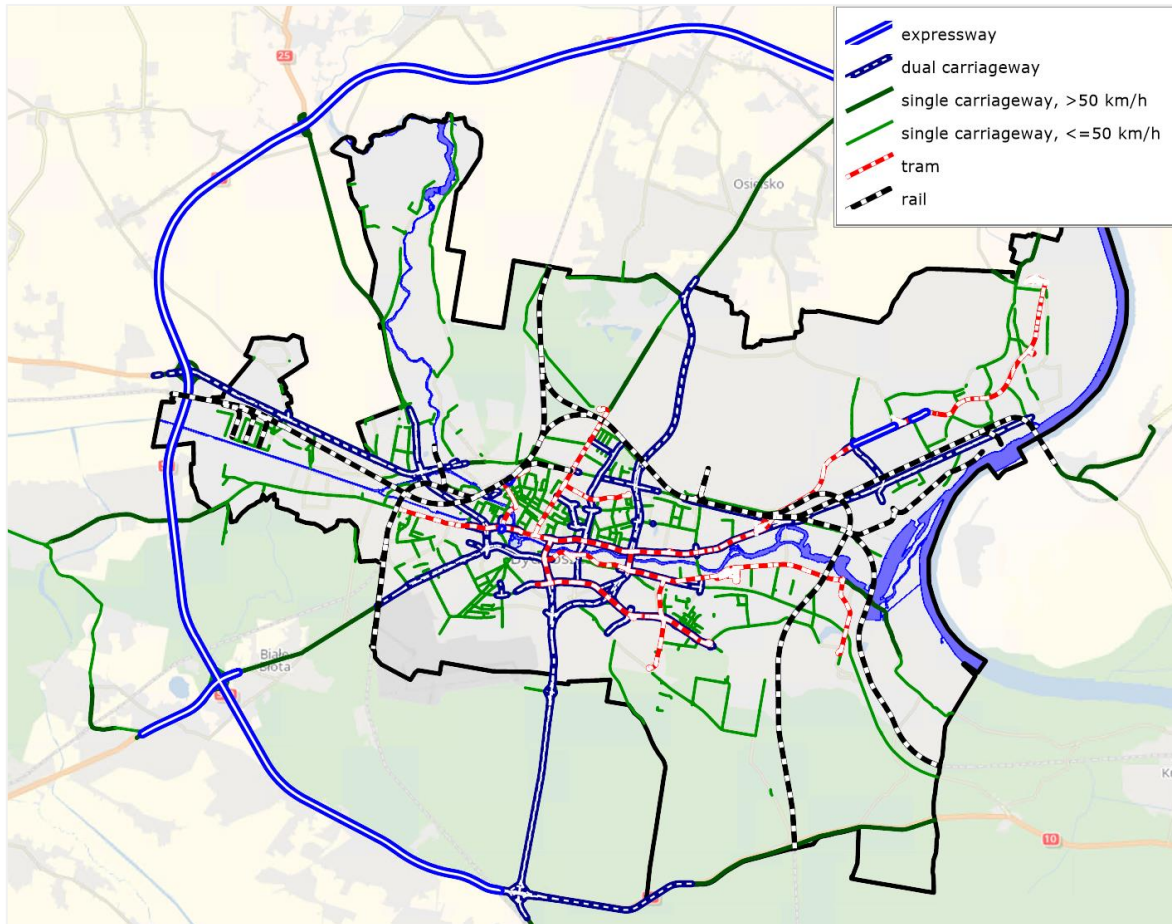 expressway
dual carriageway
single carriageway, >50 km/h
single carriageway, <=50 km/h
tram
rail
25
Osielsko
Białe
Błota
10